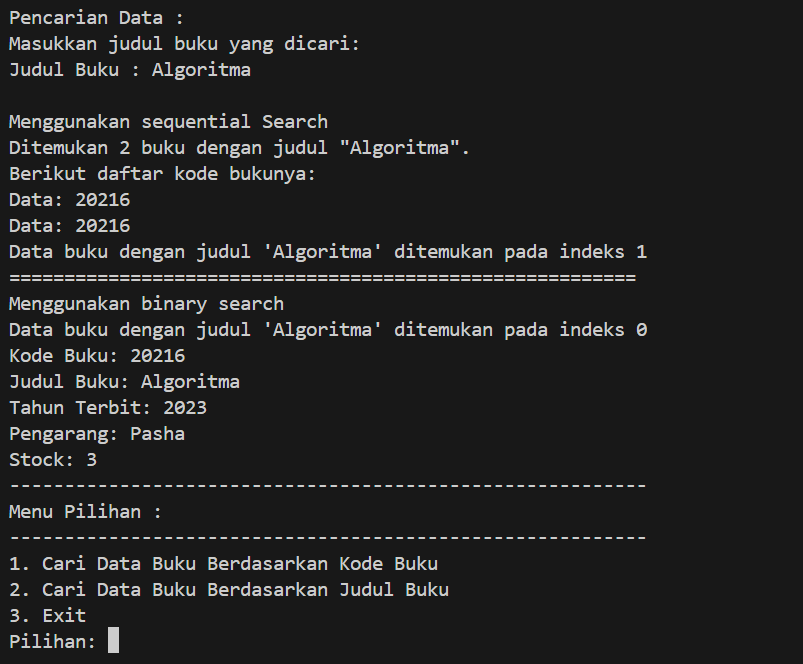 Pencarian Data :
Masukkan judul buku yang dicari:
Judul Buku : Algoritma
Menggunakan sequential Search
Ditemukan 2 buku dengan judul "Algoritma".
Berikut daftar kode bukunya:
Data: 20216
Data: 20216
Data buku dengan judul 'Algoritma' ditemukan pada indeks 1
=========================================================
Menggunakan binary search
Data buku dengan judul 'Algoritma' ditemukan pada indeks 0
Kode Buku: 20216
Judul Buku: Algoritma
Tahun Terbit: 2023
Pengarang: Pasha
Stock: 3
----------------------------------------------------------
Menu Pilihan :
----------------------------------------------------------
1. Cari Data Buku Berdasarkan Kode Buku
2. Cari Data Buku Berdasarkan Judul Buku
3. Exit
Pilihan: